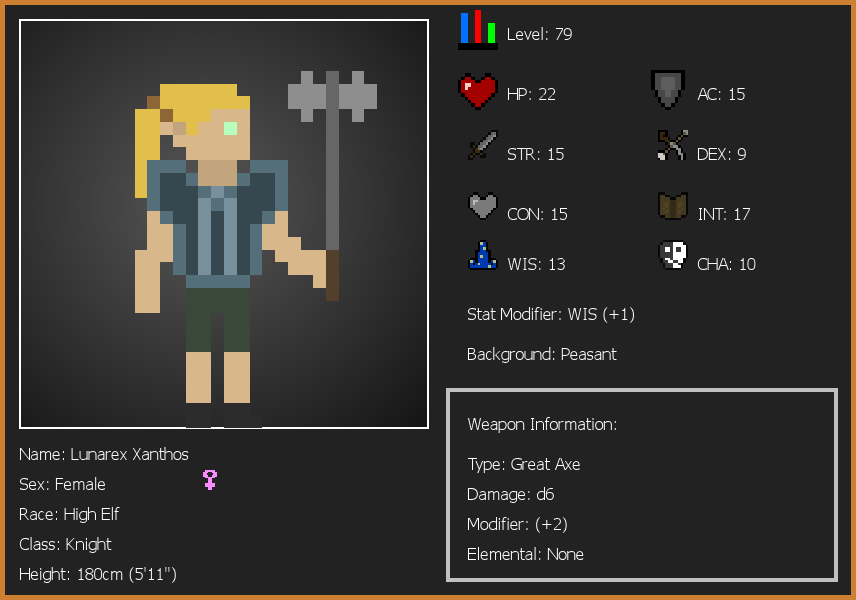 Level: 79
HP: 22
AC: 15
STR: 15
DEX: 9
CON: 15
INT: 17
WIS: 13
CHA: 10
Stat Modifier: WIS (+1)
Background: Peasant
Weapon Information:
Type: Great Axe
Damage: d6
Modifier: (+2)
Elemental: None
Name: Lunarex Xanthos
Sex: Female
Race: High Elf
Class: Knight
Height: 180cm (5'11")